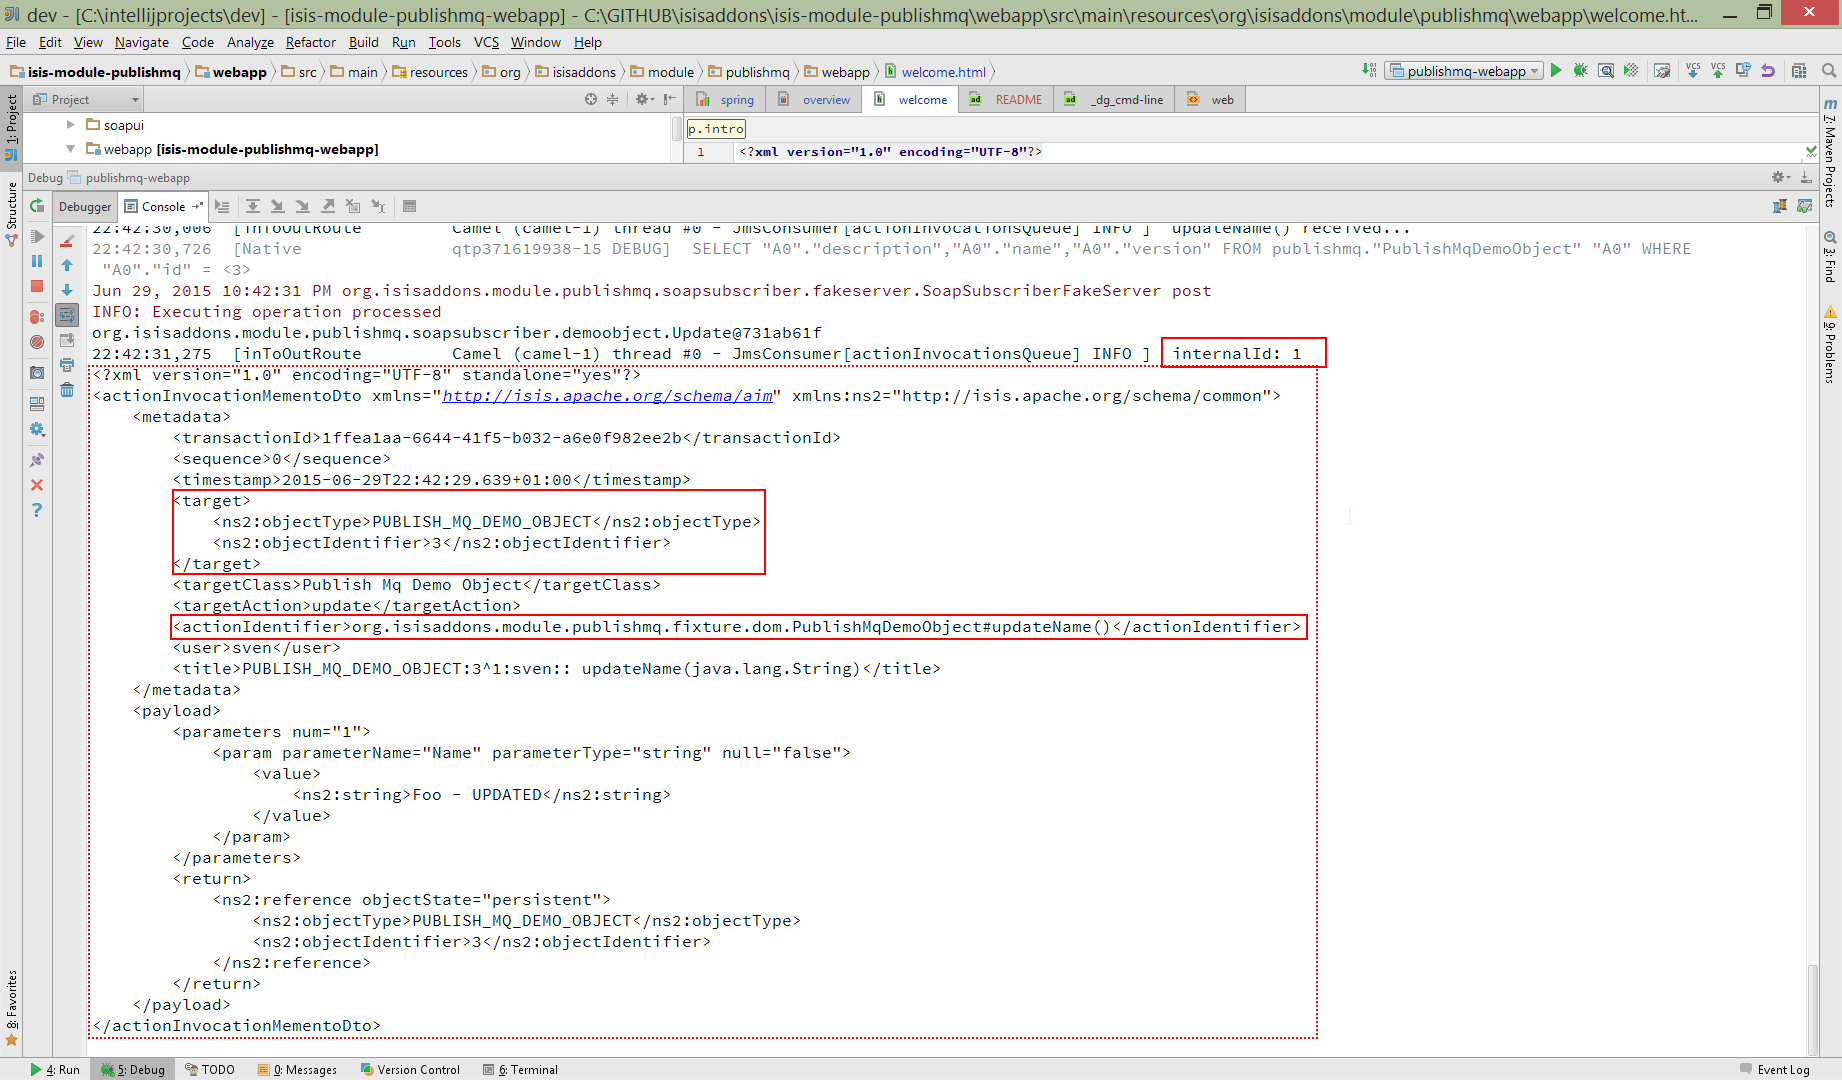 dev - [C:\intellijprojects\dev] - [isis-module-publishmq-webapp] - C:\GITHUB\isisaddons\isis-module-publishmq\webapp\src\main\resources\org\isisaddons\module\publishmq\webapp\welcome.ht...
File Edit View Navigate Code Analyze Refactor Build Run Tools VCS Window Help
isis-module-publishmq webapp src main resources org isisaddons module publishmq webapp welcome.html publishmq-webapp VCS VCS
1: Project
Project spring overview welcome README _dg_cmd-line web
soapui
p.intro
webapp [isis-module-publishmq-webapp]
1 <?xml version="1.0" encoding="UTF-8"?>
Debug publishmq-webapp
Debugger Console
Structure
7: Maven Projects
3: Find
9: Problems
22:42:30,006 [inToOutRoute Camel (camel-1) thread #0 - JmsConsumer[actionInvocationsQueue] INFO ] updateName() received...
22:42:30,726 [Native qtp371619938-15 DEBUG] SELECT "A0"."description","A0"."name","A0"."version" FROM publishmq."PublishMqDemoObject" "A0" WHERE
"A0"."id" = <3>
Jun 29, 2015 10:42:31 PM org.isisaddons.module.publishmq.soapsubscriber.fakeserver.SoapSubscriberFakeServer post
INFO: Executing operation processed
org.isisaddons.module.publishmq.soapsubscriber.demoobject.Update@731ab61f
22:42:31,275 [inToOutRoute Camel (camel-1) thread #0 - JmsConsumer[actionInvocationsQueue] INFO ] internalId: 1
<?xml version="1.0" encoding="UTF-8" standalone="yes"?>
<actionInvocationMementoDto xmlns="http://isis.apache.org/schema/aim" xmlns:ns2="http://isis.apache.org/schema/common">
<metadata>
<transactionId>1ffea1aa-6644-41f5-b032-a6e0f982ee2b</transactionId>
<sequence>0</sequence>
<timestamp>2015-06-29T22:42:29.639+01:00</timestamp>
<target>
<ns2:objectType>PUBLISH_MQ_DEMO_OBJECT</ns2:objectType>
<ns2:objectIdentifier>3</ns2:objectIdentifier>
</target>
<targetClass>Publish Mq Demo Object</targetClass>
<targetAction>update</targetAction>
<actionIdentifier>org.isisaddons.module.publishmq.fixture.dom.PublishMqDemoObject#updateName()</actionIdentifier>
<user>sven</user>
<title>PUBLISH_MQ_DEMO_OBJECT:3^1:sven:: updateName(java.lang.String)</title>
</metadata>
<payload>
<parameters num="1">
<param parameterName="Name" parameterType="string" null="false">
<value>
<ns2:string>Foo - UPDATED</ns2:string>
</value>
</param>
</parameters>
<return>
<ns2:reference objectState="persistent">
<ns2:objectType>PUBLISH_MQ_DEMO_OBJECT</ns2:objectType>
<ns2:objectIdentifier>3</ns2:objectIdentifier>
</ns2:reference>
</return>
</payload>
</actionInvocationMementoDto>
8: Favorites
4: Run 5: Debug TODO 0: Messages Version Control 6: Terminal Event Log